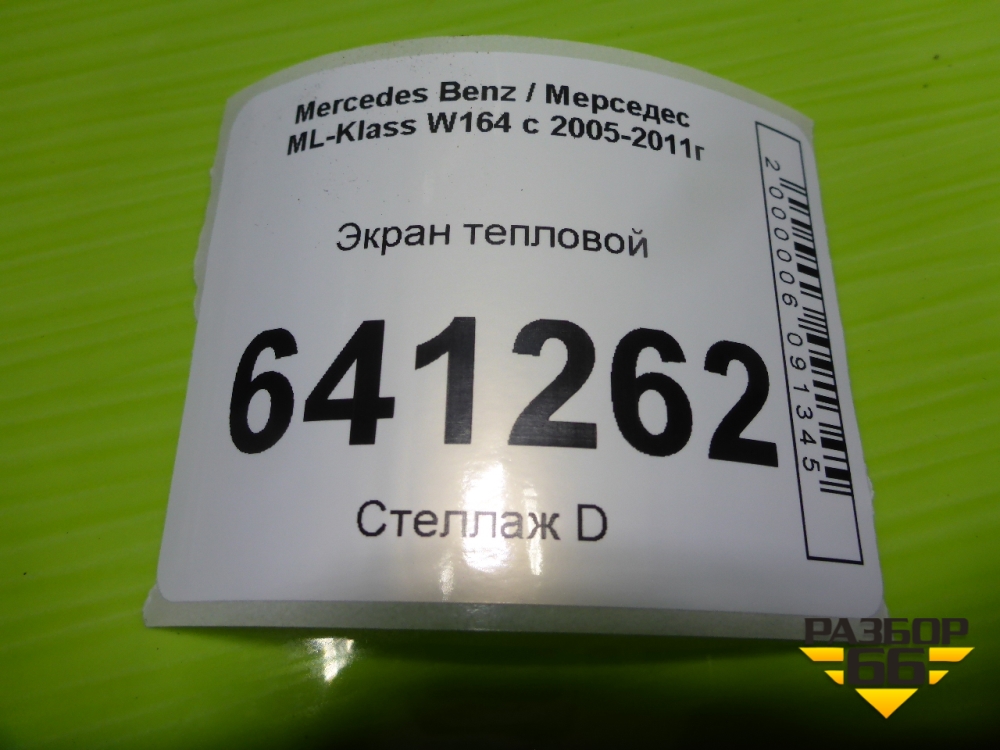 Mercedes Benz / Мерседес
ML-Klass W164 с 2005-2011г
Экран тепловой
641262
Стеллаж D
2000006091345
РАЗБОР
66